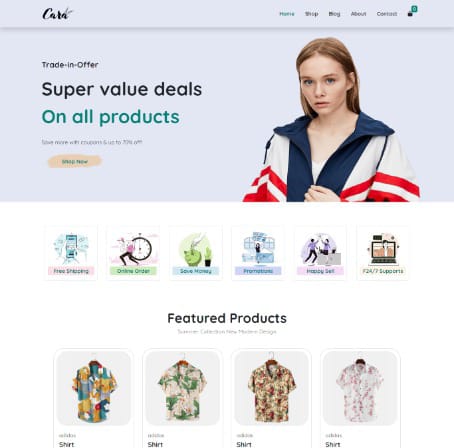 Cara
Home Shop Blog About Contact 0
Trade-in-Offer
Super value deals
On all products
Save more with coupons & up to 70% off!
Shop Now
Free Shipping Online Order Save Money Promotions Happy Sell F24/7 Supports
Featured Products
Summer Collection New Modern Design
adidas adidas adidas adidas
Shirt Shirt Shirt Shirt